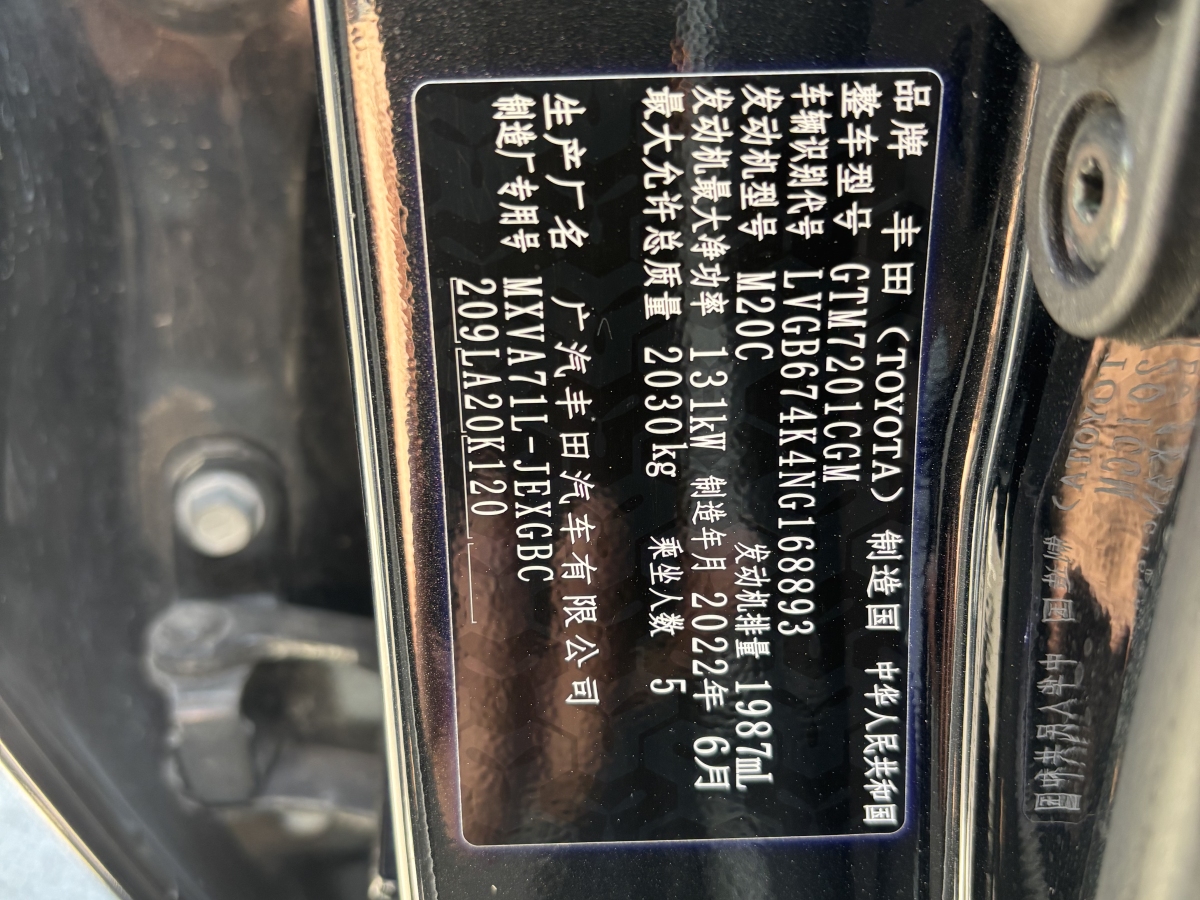 品牌 丰田（TOYOTA） 制造国 中华人民共和国
整车型号 GTM7201CGM
车辆识别代号 LVGB674K4NG168893
发动机型号 M20C 发动机排量 1987mL
发动机最大净功率 131kW 制造年月 2022年 6月
最大允许总质量 2030kg 乘坐人数 5
生产厂名 广汽丰田汽车有限公司
制造厂专用号 MXVA71L-JEXGBC
209LA20K120